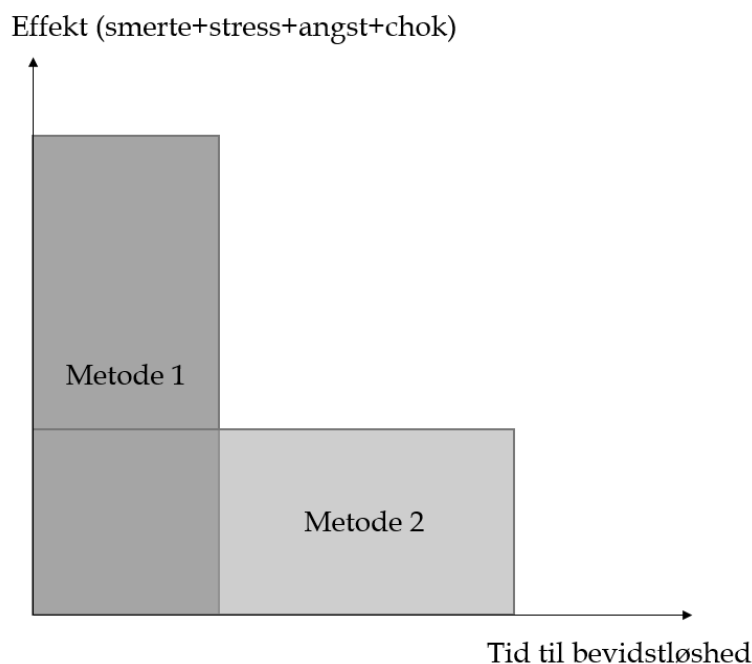 Effekt (smerte+stress+angst+chok)
Metode 1
Metode 2
Tid til bevidstløshed